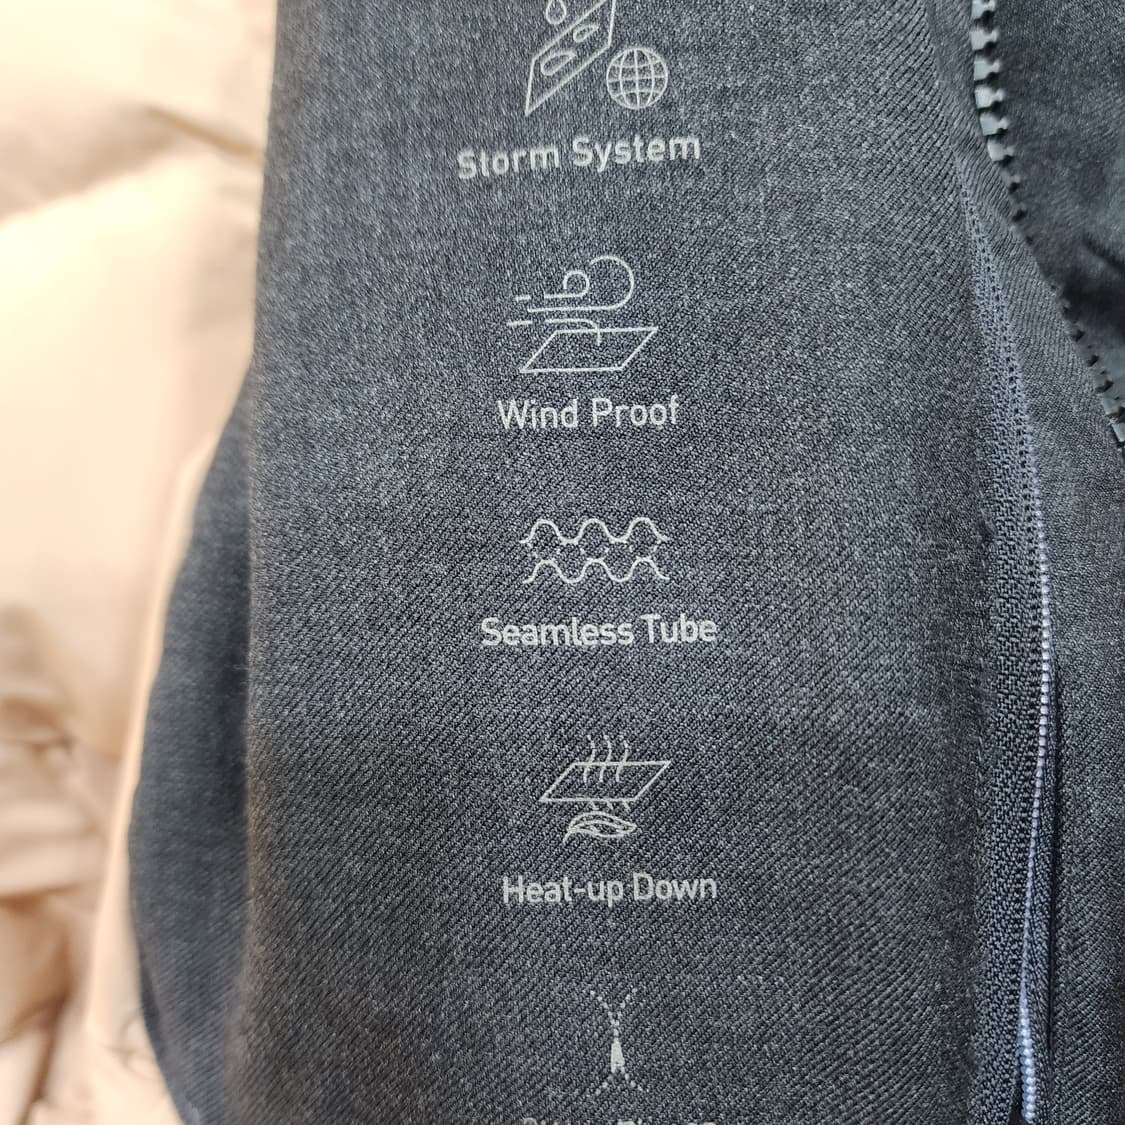 Storm System
Wind Proof
Seamless Tube
Heat-up Down